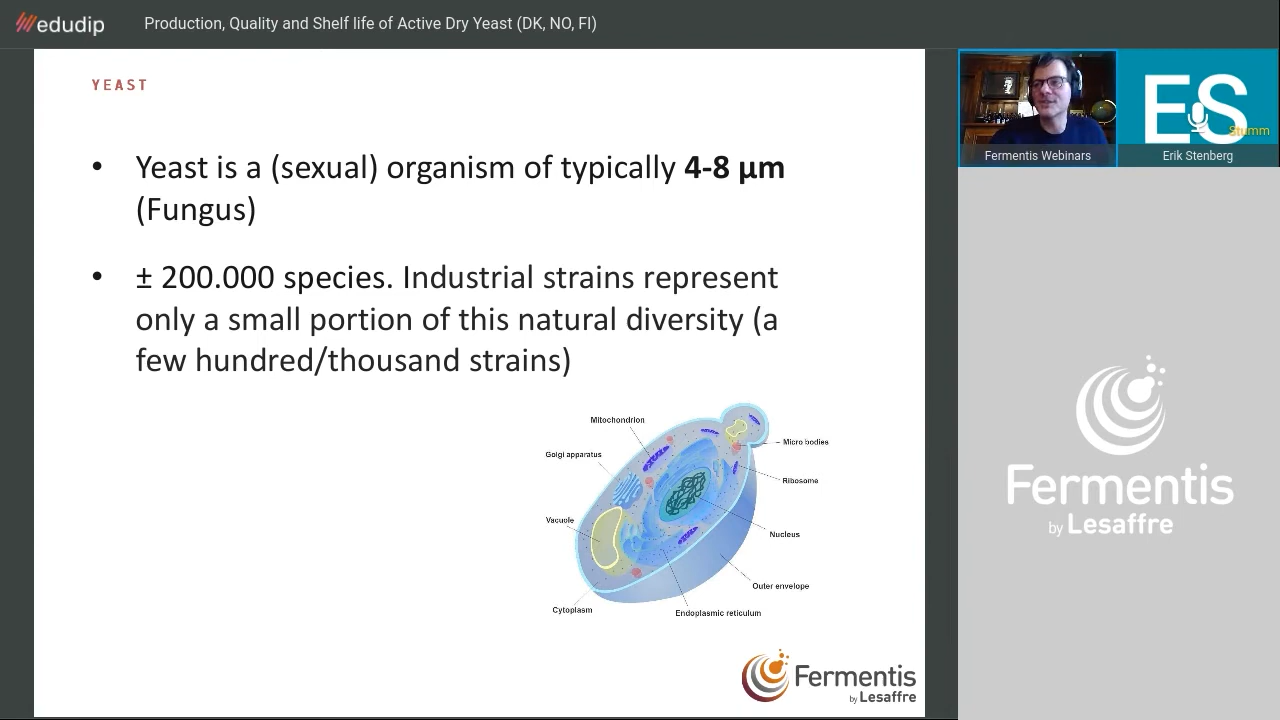 edudip
Production, Quality and Shelf life of Active Dry Yeast (DK, NO, FI)
YEAST
• Yeast is a (sexual) organism of typically 4-8 µm
(Fungus)
• ± 200.000 species. Industrial strains represent
only a small portion of this natural diversity (a
few hundred/thousand strains)
Mitochondrion
Micro bodies
Golgi apparatus
Ribosome
Vacuole
Nucleus
Outer envelope
Cytoplasm
Endoplasmic reticulum
Fermentis
by Lesaffre
ES
Stumm
Fermentis Webinars
Erik Stenberg
Fermentis
by Lesaffre